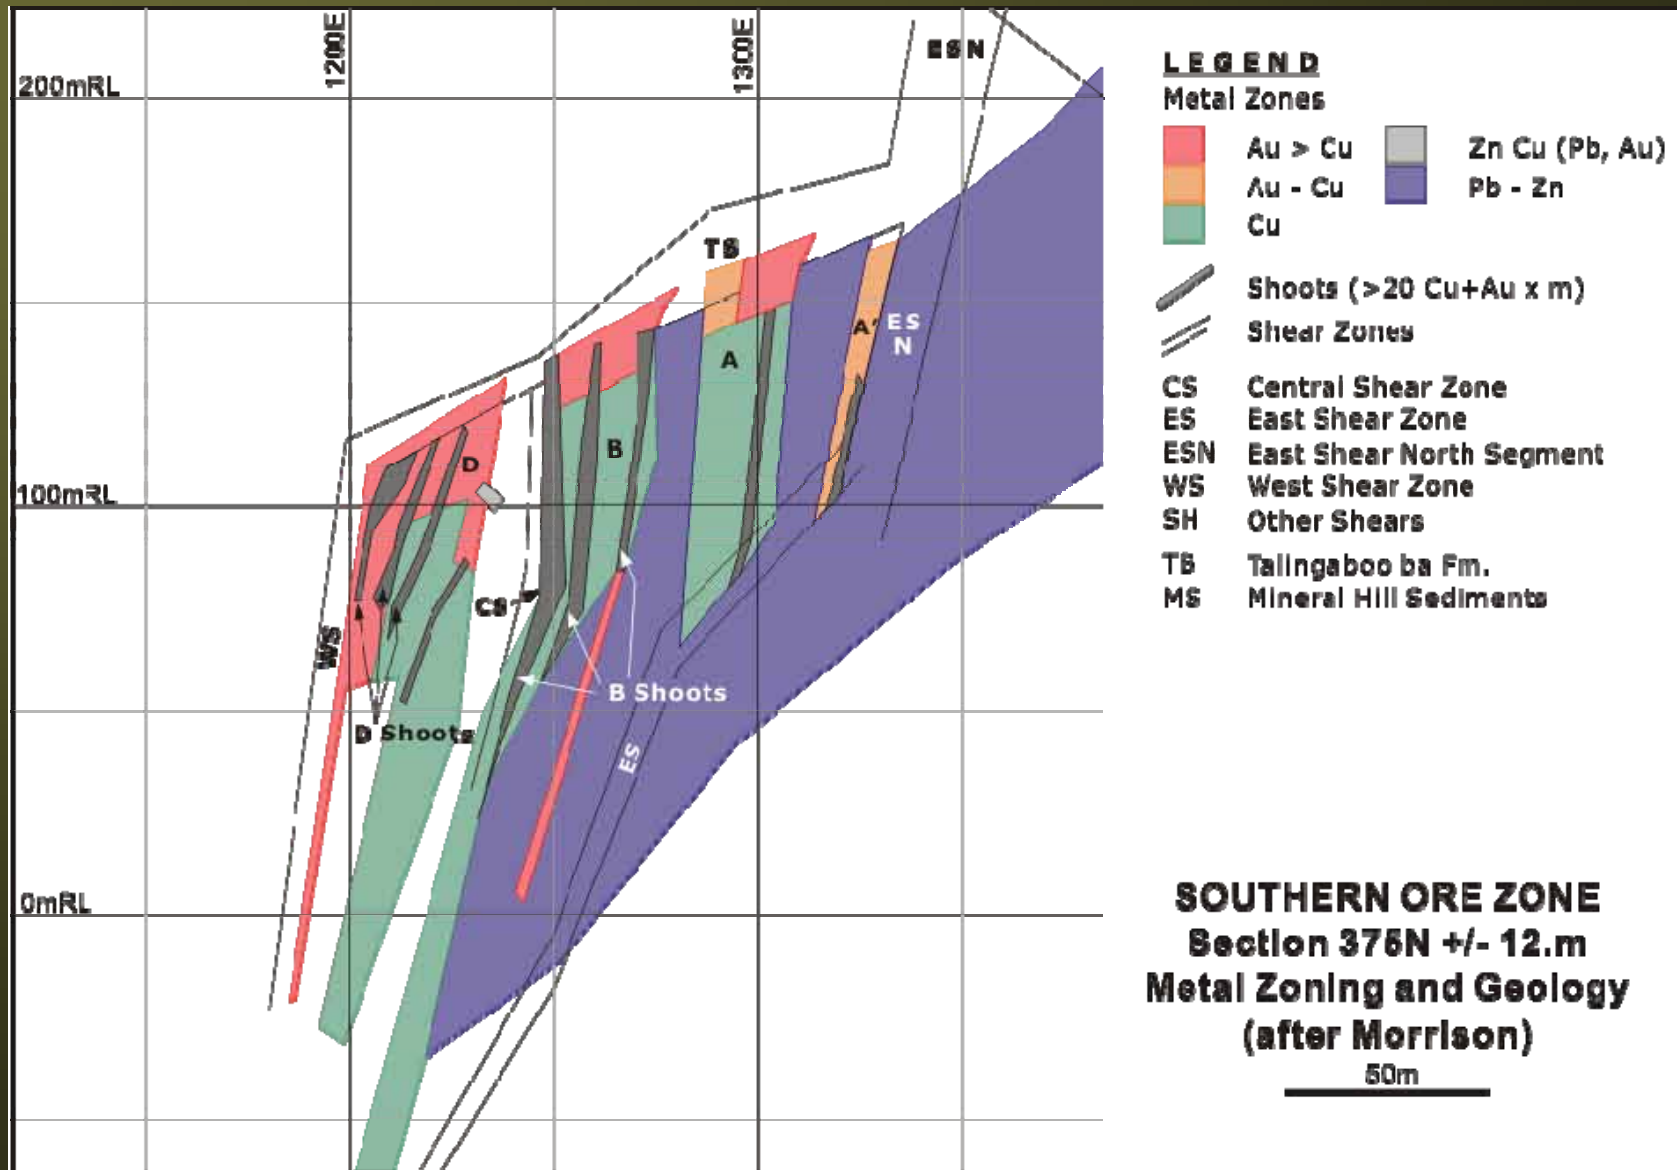 1200E
1300E
ESN
200mRL
TB
A'
ES
N
A
B
D
100mRL
CS
WS
B Shoots
D Shoots
ES
0mRL
LEGEND
Metal Zones
Au > Cu
Zn Cu (Pb, Au)
Au - Cu
Pb - Zn
Cu
Shoots (>20 Cu+Au x m)
Shear Zones
CS Central Shear Zone
ES East Shear Zone
ESN East Shear North Segment
WS West Shear Zone
SH Other Shears
TB Talingaboo ba Fm.
MS Mineral Hill Sediments
SOUTHERN ORE ZONE
Section 375N +/- 12.m
Metal Zoning and Geology
(after Morrison)
50m